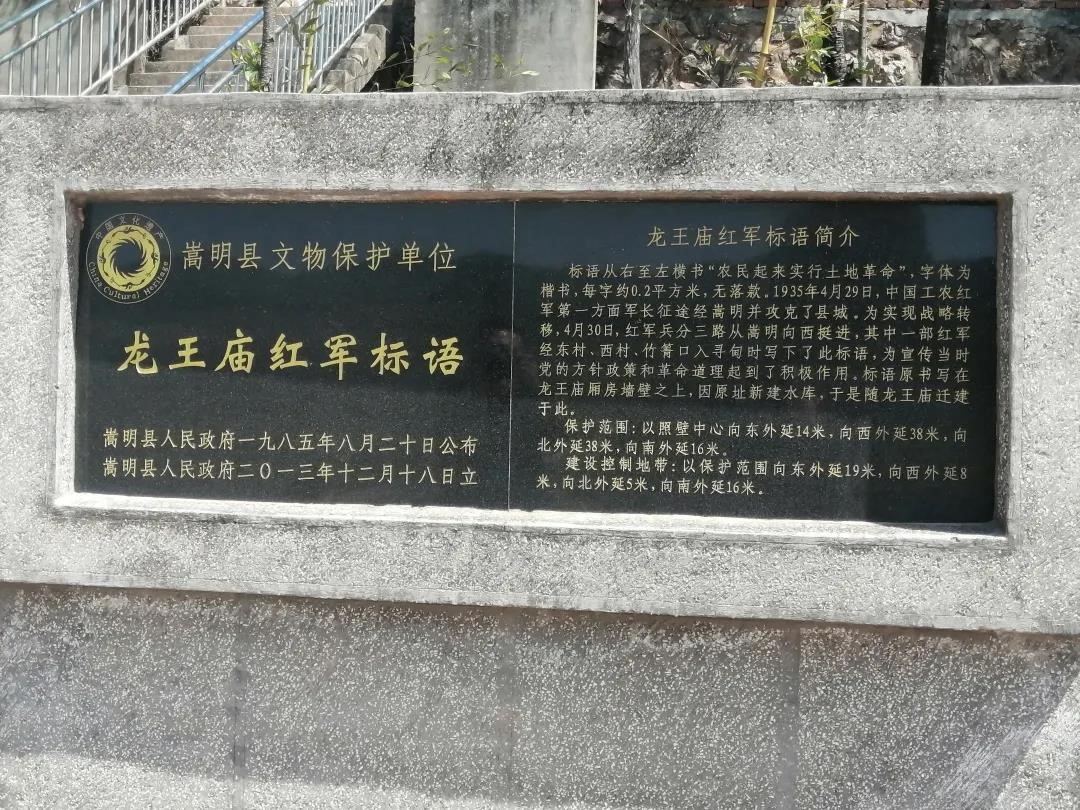 中国文化遗产
China Cultural Heritage
嵩明县文物保护单位
龙王庙红军标语
嵩明县人民政府一九八五年八月二十日公布
嵩明县人民政府二〇一三年十二月十八日立
龙王庙红军标语简介
标语从右至左横书“农民起来实行土地革命”,字体为
楷书,每字约0.2平方米,无落款。1935年4月29日,中国工农红
军第一方面军长征途经嵩明并攻克了县城。为实现战略转
移,4月30日,红军兵分三路从嵩明向西挺进,其中一部红军
经东村、西村、竹箐口入寻甸时写下了此标语,为宣传当时
党的方针政策和革命道理起到了积极作用。标语原书写在
龙王庙厢房墙壁之上,因原址新建水库,于是随龙王庙迁建
于此。
保护范围:以照壁中心向东外延14米,向西外延38米,向
北外延38米,向南外延16米。
建设控制地带:以保护范围向东外延19米,向西外延8
米,向北外延5米,向南外延16米。